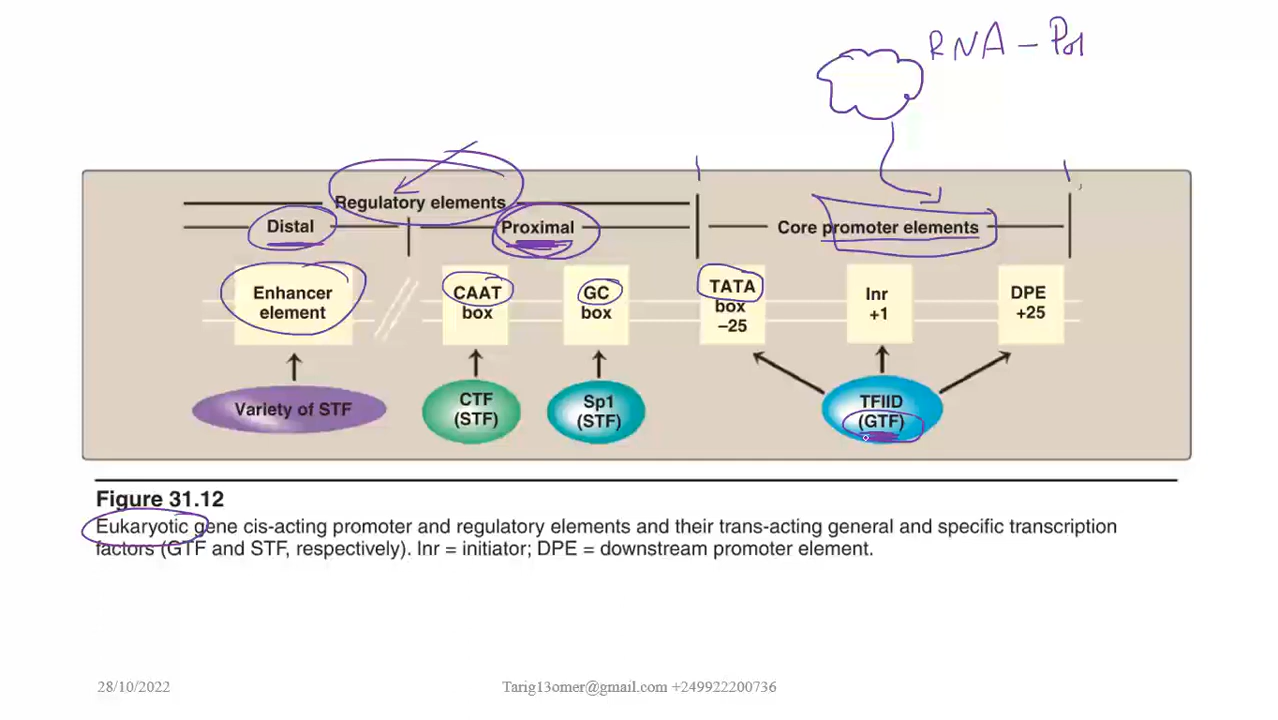 RNA - Pol
Regulatory elements
Distal
Proximal
Core promoter elements
Enhancer
element
CAAT
box
GC
box
TATA
box
–25
Inr
+1
DPE
+25
Variety of STF
CTF
(STF)
Sp1
(STF)
TFIID
(GTF)
Figure 31.12
Eukaryotic gene cis-acting promoter and regulatory elements and their trans-acting general and specific transcription
factors (GTF and STF, respectively). Inr = initiator; DPE = downstream promoter element.
28/10/2022
Tarig13omer@gmail.com +249922200736